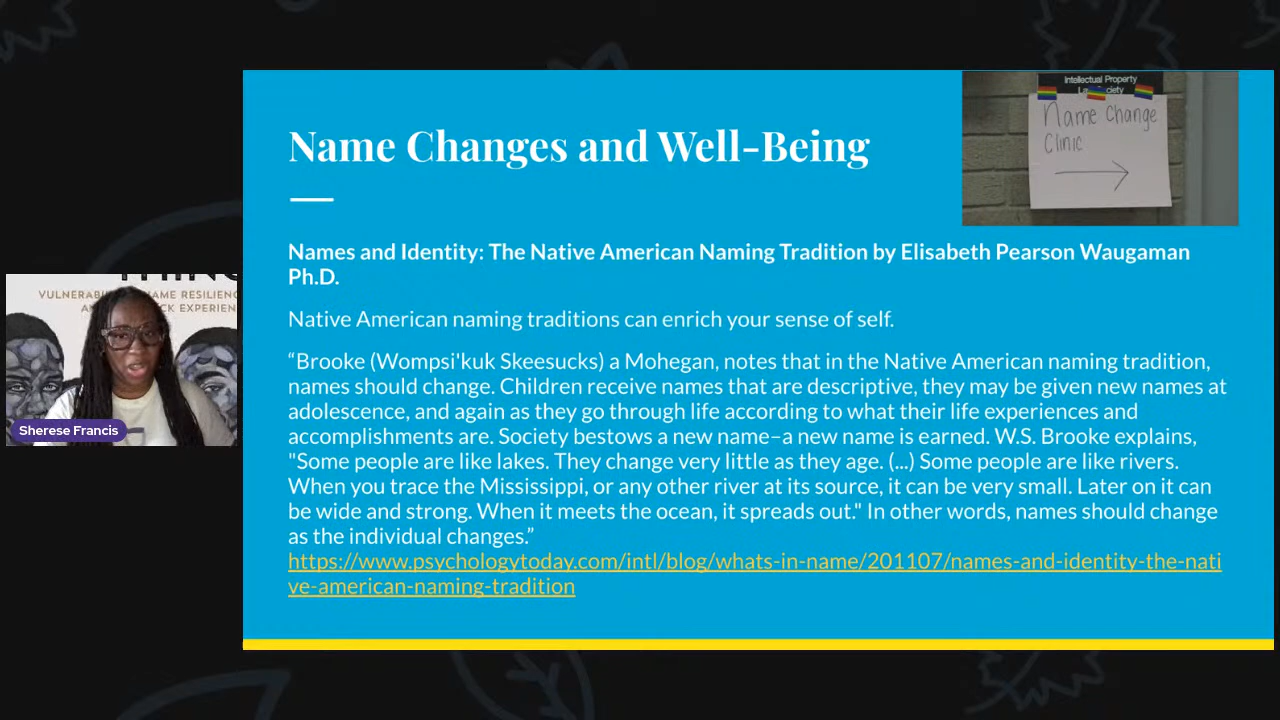 Intellectual Property
Name Change
Clinic
Name Changes and Well-Being
Names and Identity: The Native American Naming Tradition by Elisabeth Pearson Waugaman
Ph.D.
Native American naming traditions can enrich your sense of self.
“Brooke (Wompsi'kuk Skeesucks) a Mohegan, notes that in the Native American naming tradition,
names should change. Children receive names that are descriptive, they may be given new names at
adolescence, and again as they go through life according to what their life experiences and
accomplishments are. Society bestows a new name–a new name is earned. W.S. Brooke explains,
"Some people are like lakes. They change very little as they age. (...) Some people are like rivers.
When you trace the Mississippi, or any other river at its source, it can be very small. Later on it can
be wide and strong. When it meets the ocean, it spreads out." In other words, names should change
as the individual changes.”
https://www.psychologytoday.com/intl/blog/whats-in-name/201107/names-and-identity-the-nati
ve-american-naming-tradition
Sherese Francis